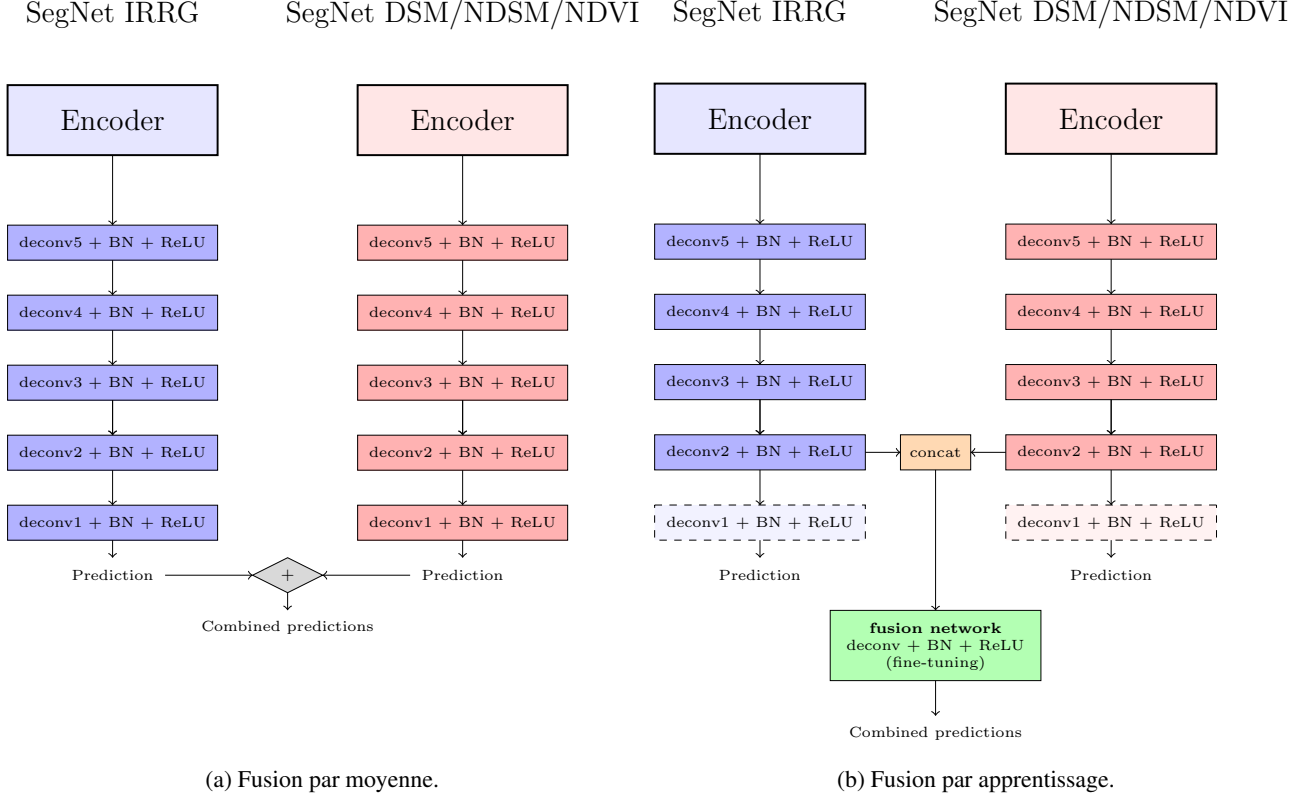 SegNet IRRG
SegNet DSM/NDSM/NDVI
Encoder
Encoder
deconv5 + BN + ReLU
deconv5 + BN + ReLU
deconv4 + BN + ReLU
deconv4 + BN + ReLU
deconv3 + BN + ReLU
deconv3 + BN + ReLU
deconv2 + BN + ReLU
deconv2 + BN + ReLU
deconv1 + BN + ReLU
deconv1 + BN + ReLU
Prediction
+
Prediction
Combined predictions
(a) Fusion par moyenne.
SegNet IRRG
SegNet DSM/NDSM/NDVI
Encoder
Encoder
deconv5 + BN + ReLU
deconv5 + BN + ReLU
deconv4 + BN + ReLU
deconv4 + BN + ReLU
deconv3 + BN + ReLU
deconv3 + BN + ReLU
deconv2 + BN + ReLU
concat
deconv2 + BN + ReLU
deconv1 + BN + ReLU
deconv1 + BN + ReLU
Prediction
Prediction
fusion network
deconv + BN + ReLU
(fine-tuning)
Combined predictions
(b) Fusion par apprentissage.